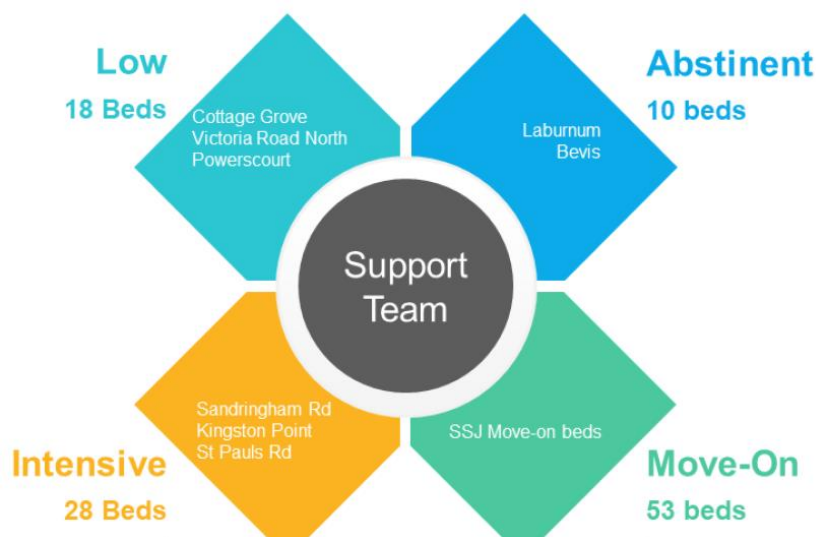 Low
18 Beds
Cottage Grove
Victoria Road North
Powerscourt
Abstinent
10 beds
Laburnum
Bevis
Support
Team
Sandringham Rd
Kingston Point
St Pauls Rd
Intensive
28 Beds
SSJ Move-on beds
Move-On
53 beds